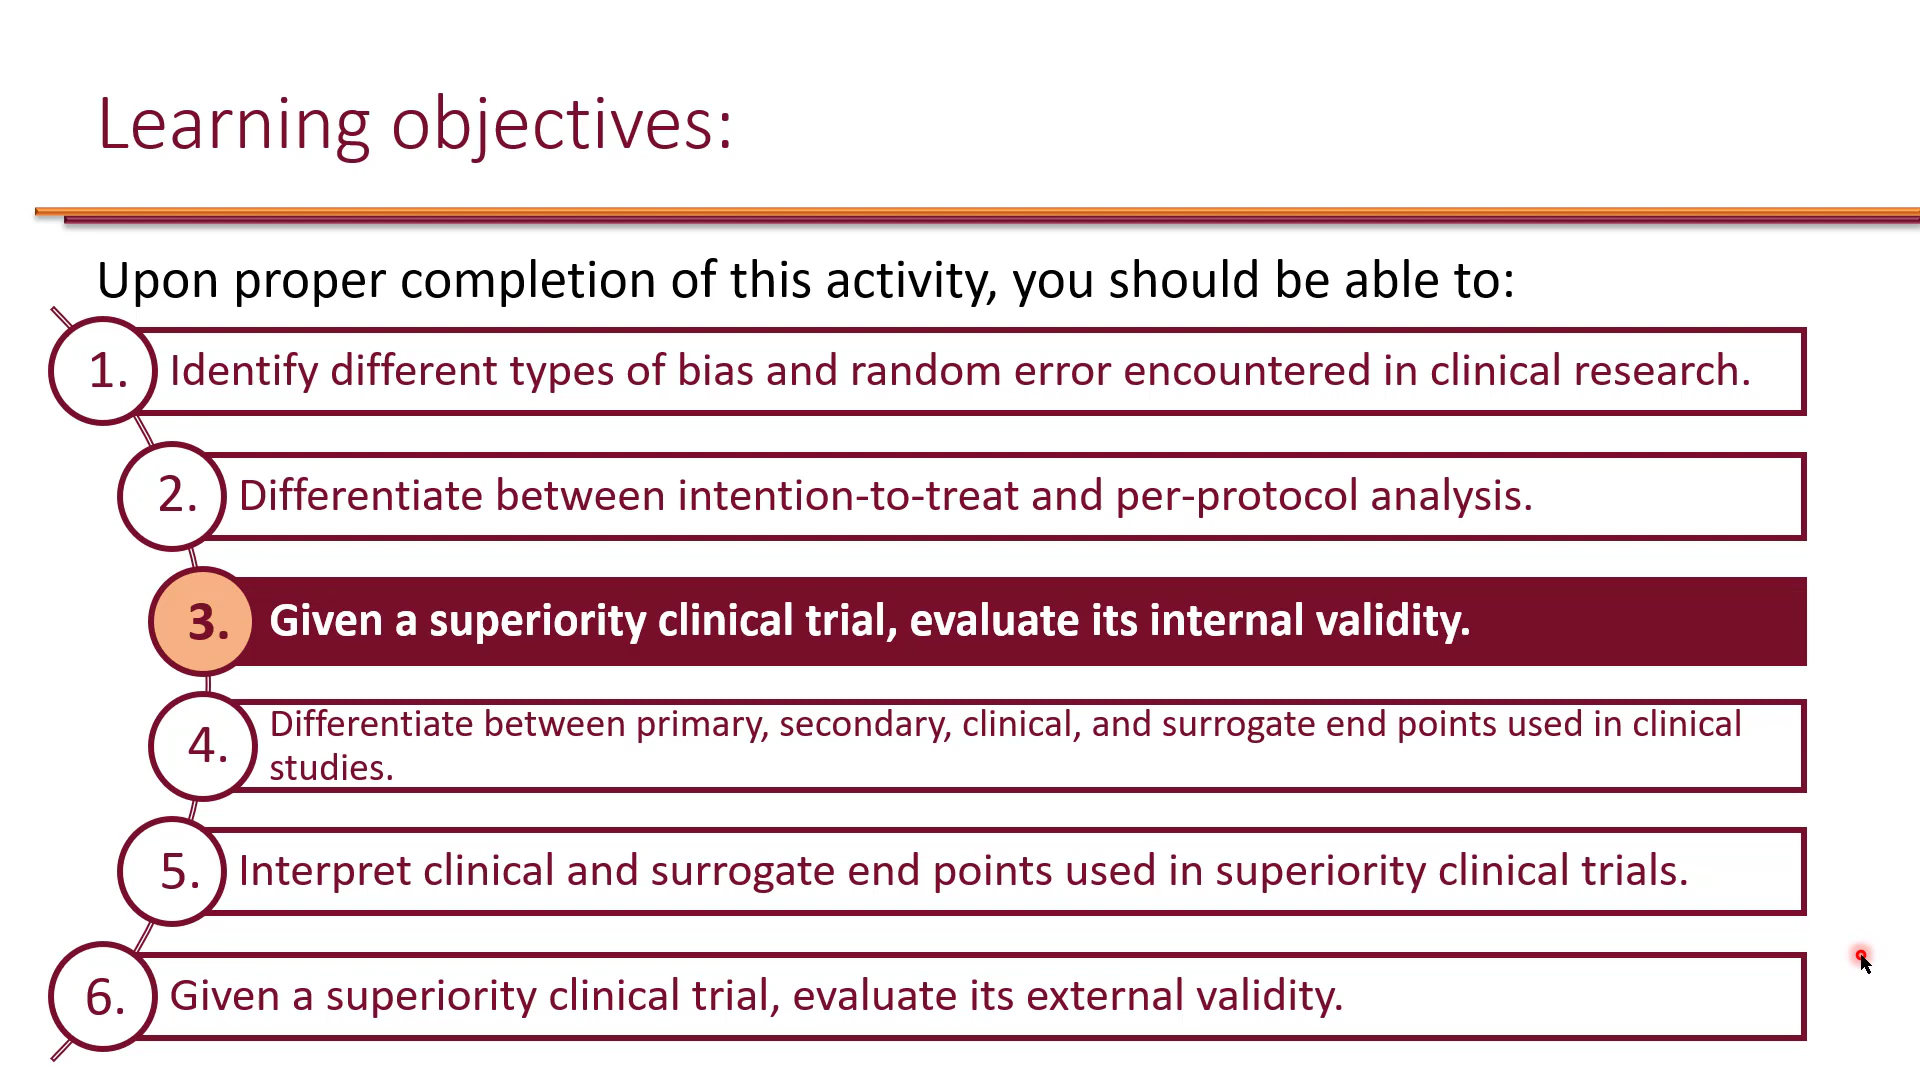 Learning objectives:
Upon proper completion of this activity, you should be able to:
1. Identify different types of bias and random error encountered in clinical research.
2. Differentiate between intention-to-treat and per-protocol analysis.
3. Given a superiority clinical trial, evaluate its internal validity.
4. Differentiate between primary, secondary, clinical, and surrogate end points used in clinical
studies.
5. Interpret clinical and surrogate end points used in superiority clinical trials.
6. Given a superiority clinical trial, evaluate its external validity.